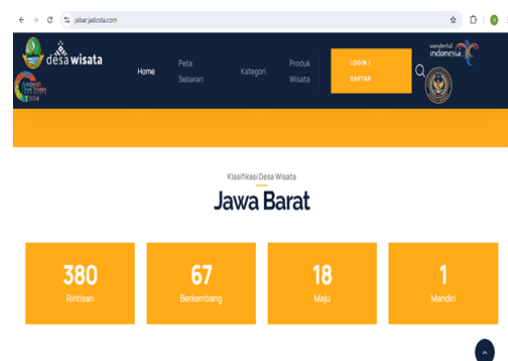 jabar.jadesta.com
desa wisata
Home
Peta Sebaran
Kategori
Produk Wisata
LOGIN / DAFTAR
wonderful indonesia
Klasifikasi Desa Wisata
Jawa Barat
380
Rintisan
67
Berkembang
18
Maju
1
Mandiri